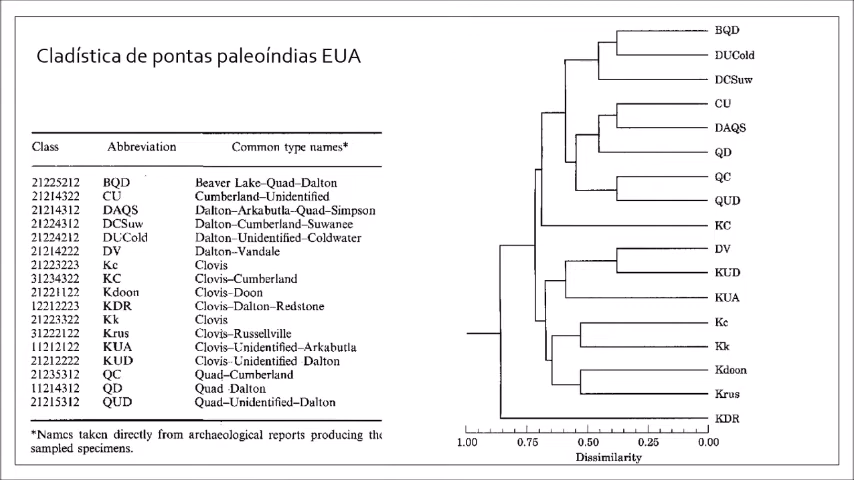 Cladística de pontas paleoíndias EUA
Class Abbreviation Common type names*
21225212 BQD Beaver Lake–Quad–Dalton
21214322 CU Cumberland–Unidentified
21214312 DAQS Dalton–Arkabutla–Quad–Simpson
21224312 DCSuw Dalton–Cumberland–Suwanee
21224212 DUCold Dalton–Unidentified–Coldwater
21214222 DV Dalton–Vandale
21223223 Kc Clovis
31234322 KC Clovis–Cumberland
21221122 Kdoon Clovis–Doon
12212223 KDR Clovis–Dalton–Redstone
21223322 Kk Clovis
31222122 Krus Clovis–Russellville
11212122 KUA Clovis–Unidentified–Arkabutla
21212222 KUD Clovis–Unidentified Dalton
21235312 QC Quad–Cumberland
11214312 QD Quad–Dalton
21215312 QUD Quad–Unidentified–Dalton
*Names taken directly from archaeological reports producing the
sampled specimens.
BQD
DUCold
DCSuw
CU
DAQS
QD
QC
QUD
KC
DV
KUD
KUA
Kc
Kk
Kdoon
Krus
KDR
1.00 0.75 0.50 0.25 0.00
Dissimilarity